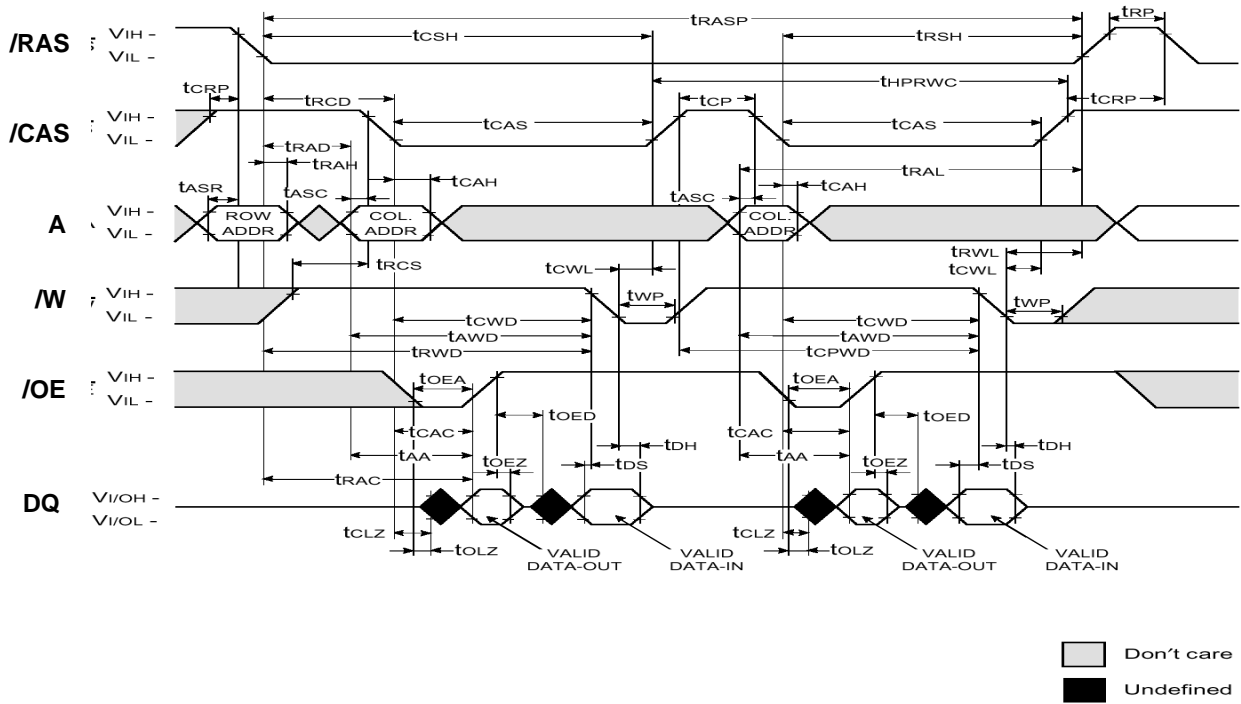 tRASP
tRP
/RAS
VIH –
VIL –
tCSH
tRSH
tHPRWC
tCRP
tRCD
tCP
tCRP
/CAS
VIH –
VIL –
tCAS
tCAS
tRAD
tRAH
tRAL
tASR
tASC
tCAH
tASC
tCAH
A
VIH –
VIL –
ROW
ADDR
COL.
ADDR
COL.
ADDR
tRCS
tCWL
tRWL
tCWL
/W
VIH –
VIL –
tWP
tWP
tCWD
tCWD
tAWD
tAWD
tRWD
tCPWD
/OE
VIH –
VIL –
tOEA
tOEA
tOED
tOED
tCAC
tCAC
tDH
tDH
tAA
tOEZ
tDS
tAA
tOEZ
tDS
tRAC
DQ
VI/OH –
VI/OL –
tCLZ
tCLZ
tOLZ
tOLZ
VALID
DATA-OUT
VALID
DATA-IN
VALID
DATA-OUT
VALID
DATA-IN
Don't care
Undefined